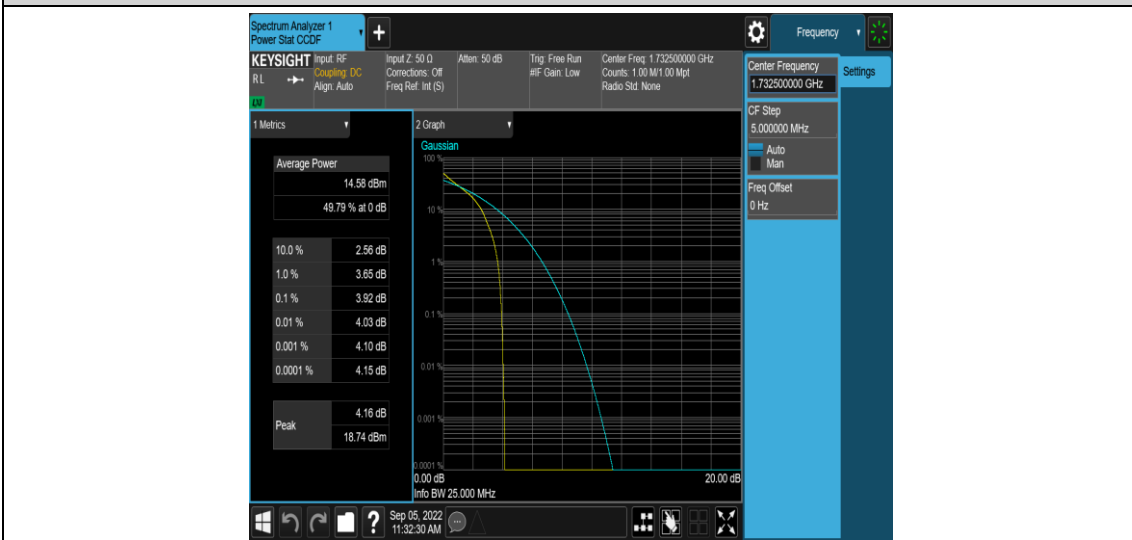 Spectrum Analyzer 1
Power Stat CCDF
+
Frequency
KEYSIGHT
RL
LM
Input: RF
Coupling: DC
Align: Auto
Input Z: 50 Ω
Corrections: Off
Freq Ref: Int (S)
Atten: 50 dB
Trig: Free Run
#IF Gain: Low
Center Freq: 1.732500000 GHz
Counts: 1.00 M/1.00 Mpt
Radio Std: None
Center Frequency
1.732500000 GHz
Settings
CF Step
5.000000 MHz
Auto
Man
Freq Offset
0 Hz
1 Metrics
Average Power
14.58 dBm
49.79 % at 0 dB
10.0 % 2.56 dB
1.0 % 3.65 dB
0.1 % 3.92 dB
0.01 % 4.03 dB
0.001 % 4.10 dB
0.0001 % 4.15 dB
Peak 4.16 dB
18.74 dBm
2 Graph
Gaussian
100 %
10 %
1 %
0.1 %
0.01 %
0.001 %
0.0001 %
0.00 dB
20.00 dB
Info BW 25.000 MHz
?
Sep 05, 2022
11:32:30 AM